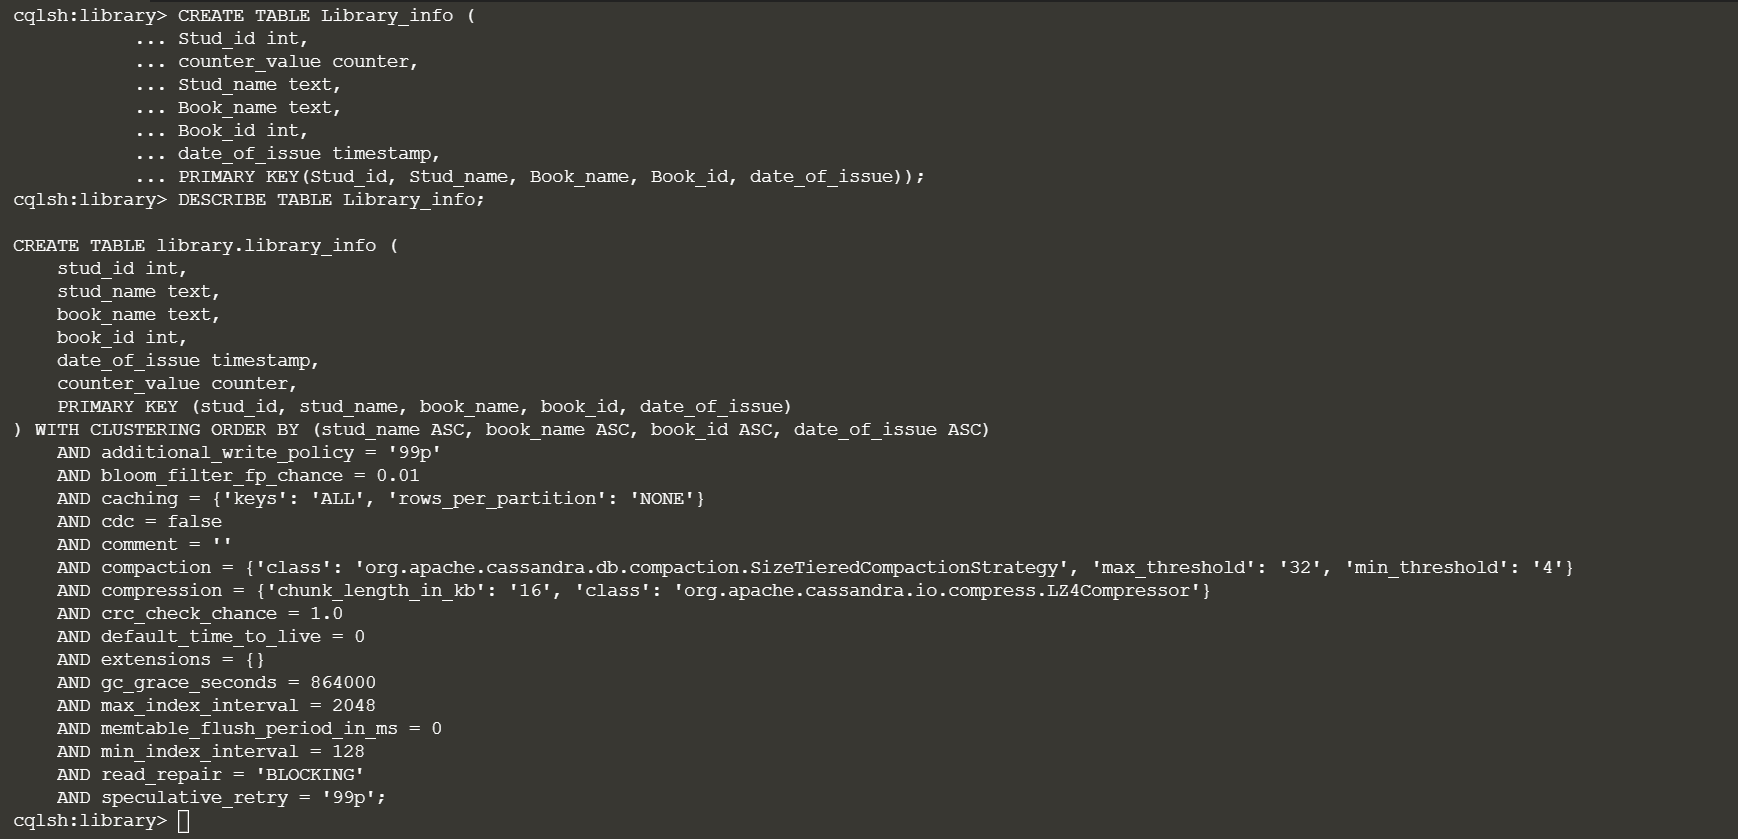 cqlsh:library> CREATE TABLE Library_info (
           ... Stud_id int,
           ... counter_value counter,
           ... Stud_name text,
           ... Book_name text,
           ... Book_id int,
           ... date_of_issue timestamp,
           ... PRIMARY KEY(Stud_id, Stud_name, Book_name, Book_id, date_of_issue));
cqlsh:library> DESCRIBE TABLE Library_info;

CREATE TABLE library.library_info (
    stud_id int,
    stud_name text,
    book_name text,
    book_id int,
    date_of_issue timestamp,
    counter_value counter,
    PRIMARY KEY (stud_id, stud_name, book_name, book_id, date_of_issue)
) WITH CLUSTERING ORDER BY (stud_name ASC, book_name ASC, book_id ASC, date_of_issue ASC)
    AND additional_write_policy = '99p'
    AND bloom_filter_fp_chance = 0.01
    AND caching = {'keys': 'ALL', 'rows_per_partition': 'NONE'}
    AND cdc = false
    AND comment = ''
    AND compaction = {'class': 'org.apache.cassandra.db.compaction.SizeTieredCompactionStrategy', 'max_threshold': '32', 'min_threshold': '4'}
    AND compression = {'chunk_length_in_kb': '16', 'class': 'org.apache.cassandra.io.compress.LZ4Compressor'}
    AND crc_check_chance = 1.0
    AND default_time_to_live = 0
    AND extensions = {}
    AND gc_grace_seconds = 864000
    AND max_index_interval = 2048
    AND memtable_flush_period_in_ms = 0
    AND min_index_interval = 128
    AND read_repair = 'BLOCKING'
    AND speculative_retry = '99p';
cqlsh:library>